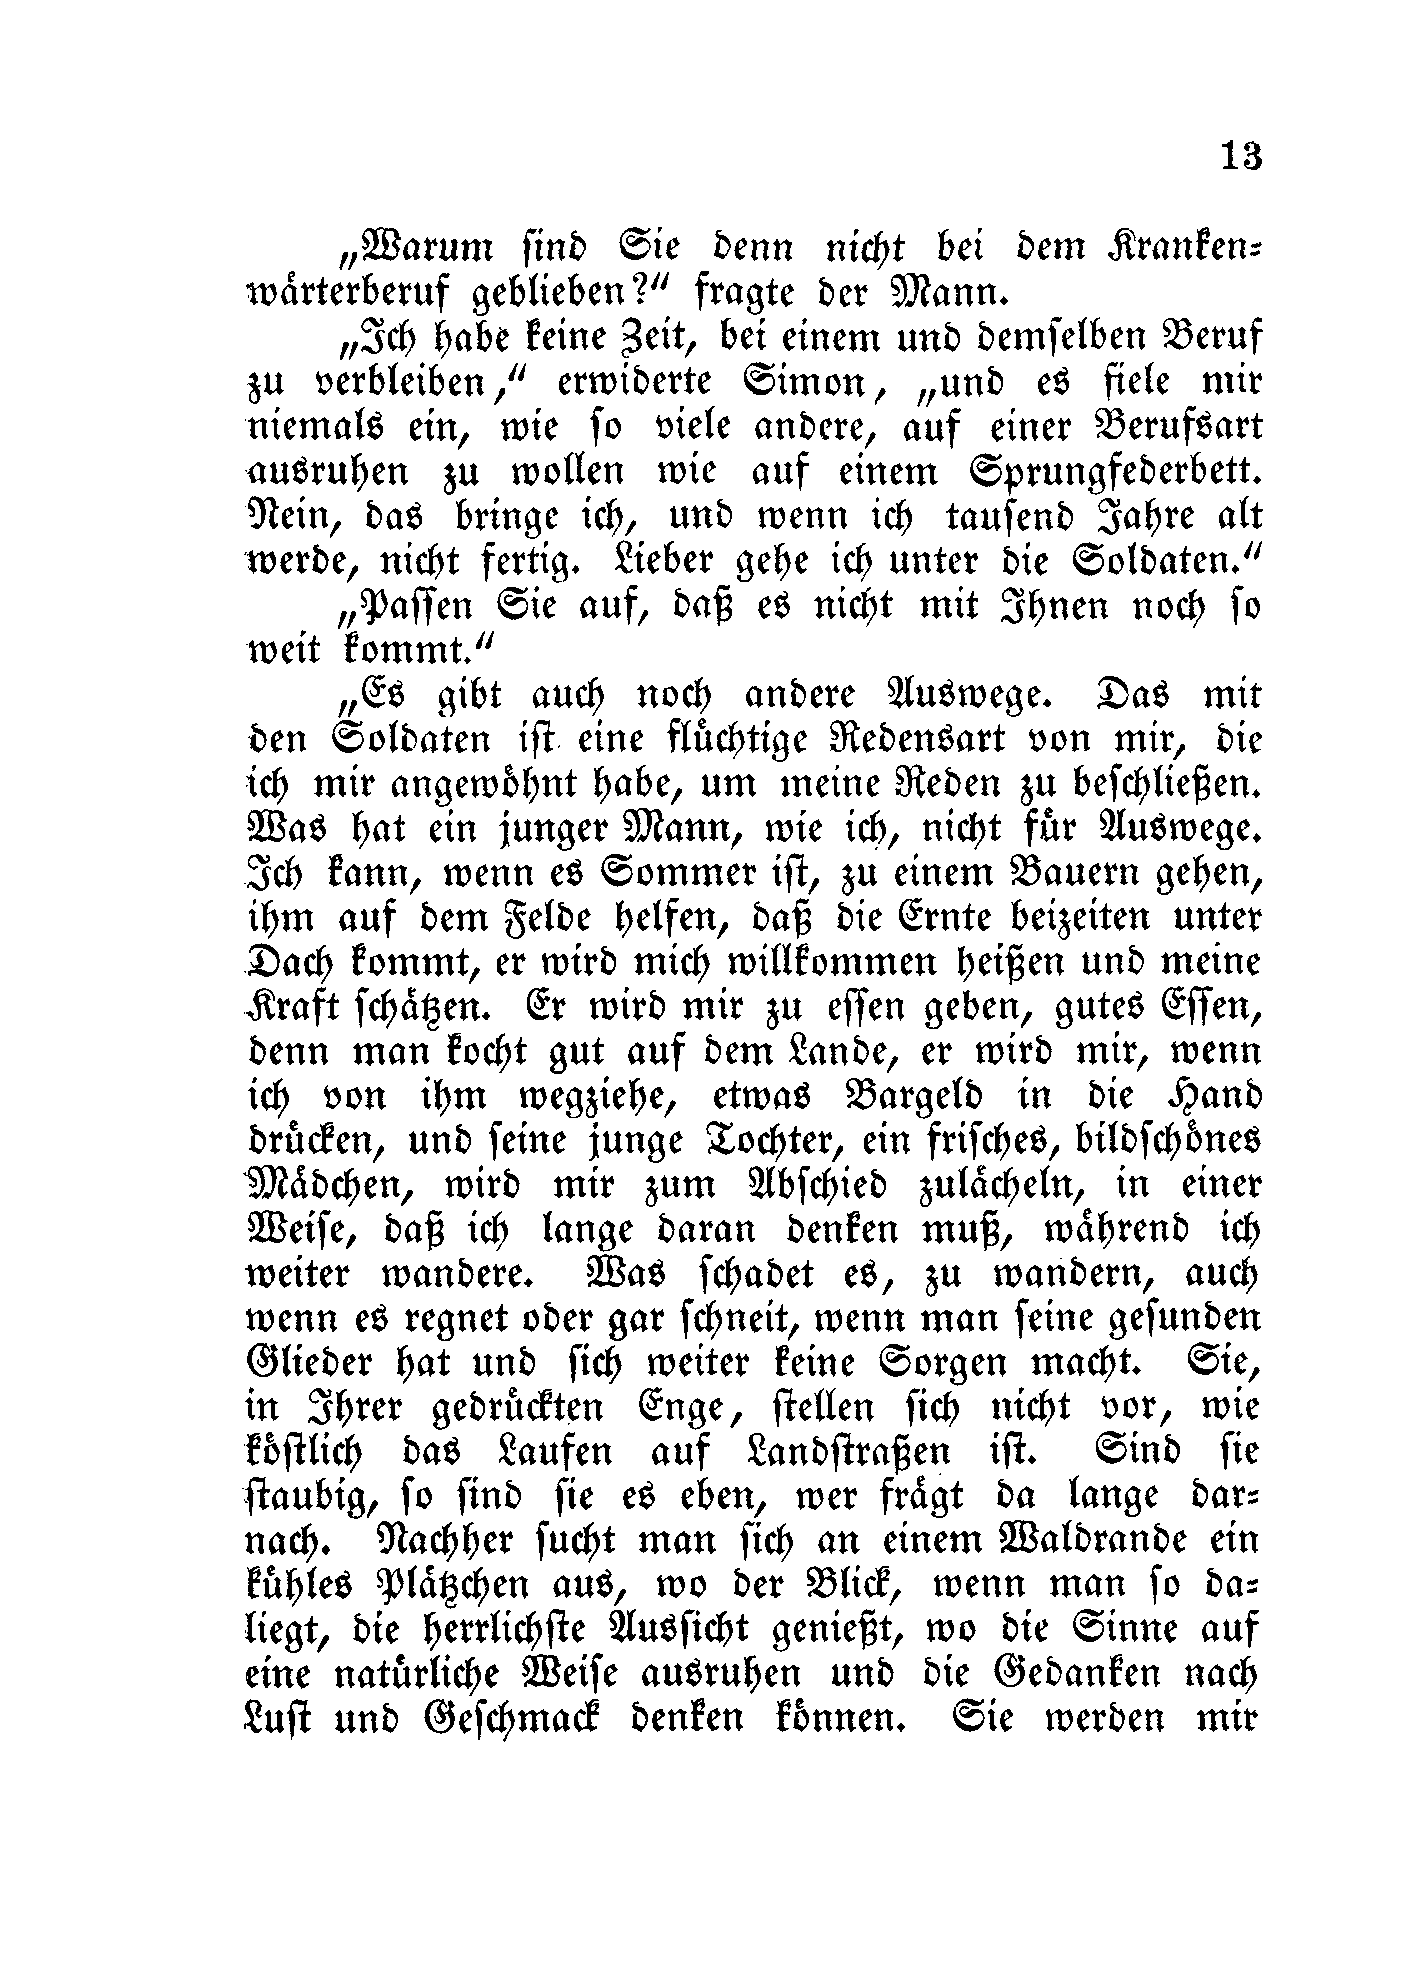 13
„Warum sind Sie denn nicht bei dem Kranken-
wärterberuf geblieben?“ fragte der Mann.
„Ich habe keine Zeit, bei einem und demselben Beruf
zu verbleiben,“ erwiderte Simon, „und es fiele mir
niemals ein, wie so viele andere, auf einer Berufsart
ausruhen zu wollen wie auf einem Sprungfederbett.
Nein, das bringe ich, und wenn ich tausend Jahre alt
werde, nicht fertig. Lieber gehe ich unter die Soldaten.“
„Passen Sie auf, daß es nicht mit Ihnen noch so
weit kommt.“
„Es gibt auch noch andere Auswege. Das mit
den Soldaten ist eine flüchtige Redensart von mir, die
ich mir angewöhnt habe, um meine Reden zu beschließen.
Was hat ein junger Mann, wie ich, nicht für Auswege.
Ich kann, wenn es Sommer ist, zu einem Bauern gehen,
ihm auf dem Felde helfen, daß die Ernte beizeiten unter
Dach kommt, er wird mich willkommen heißen und meine
Kraft schätzen. Er wird mir zu essen geben, gutes Essen,
denn man kocht gut auf dem Lande, er wird mir, wenn
ich von ihm wegziehe, etwas Bargeld in die Hand
drücken, und seine junge Tochter, ein frisches, bildschönes
Mädchen, wird mir zum Abschied zulächeln, in einer
Weise, daß ich lange daran denken muß, während ich
weiter wandere. Was schadet es, zu wandern, auch
wenn es regnet oder gar schneit, wenn man seine gesunden
Glieder hat und sich weiter keine Sorgen macht. Sie,
in Ihrer gedrückten Enge, stellen sich nicht vor, wie
köstlich das Laufen auf Landstraßen ist. Sind sie
staubig, so sind sie es eben, wer frägt da lange dar-
nach. Nachher sucht man sich an einem Waldrande ein
kühles Plätzchen aus, wo der Blick, wenn man so da-
liegt, die herrlichste Aussicht genießt, wo die Sinne auf
eine natürliche Weise ausruhen und die Gedanken nach
Lust und Geschmack denken können. Sie werden mir